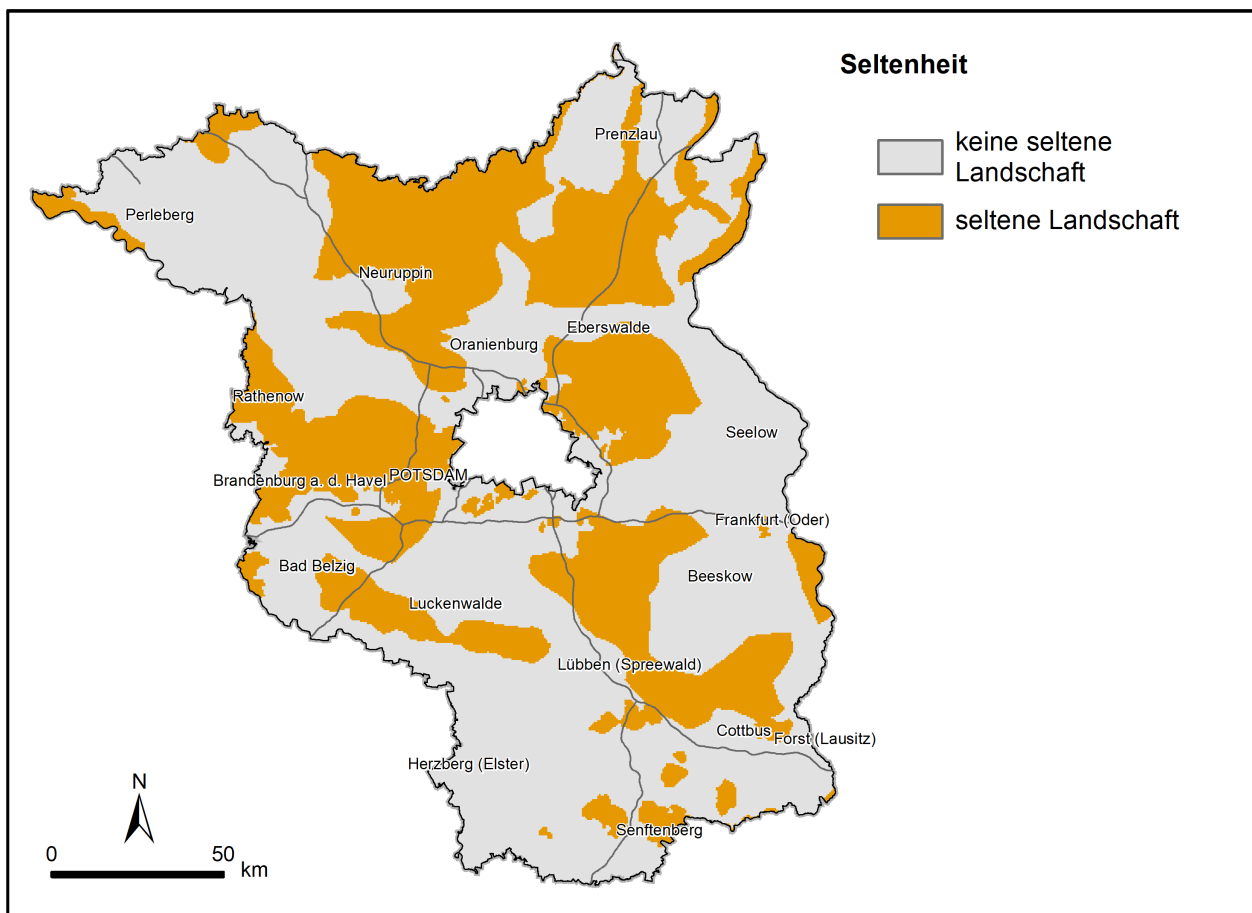 Seltenheit
keine seltene
Landschaft
seltene Landschaft
Prenzlau
Perleberg
Neuruppin
Eberswalde
Oranienburg
Rathenow
Seelow
Brandenburg a. d. Havel
POTSDAM
Frankfurt (Oder)
Bad Belzig
Beeskow
Luckenwalde
Lübben (Spreewald)
Cottbus
Forst (Lausitz)
Herzberg (Elster)
Senftenberg
N
0 50
km